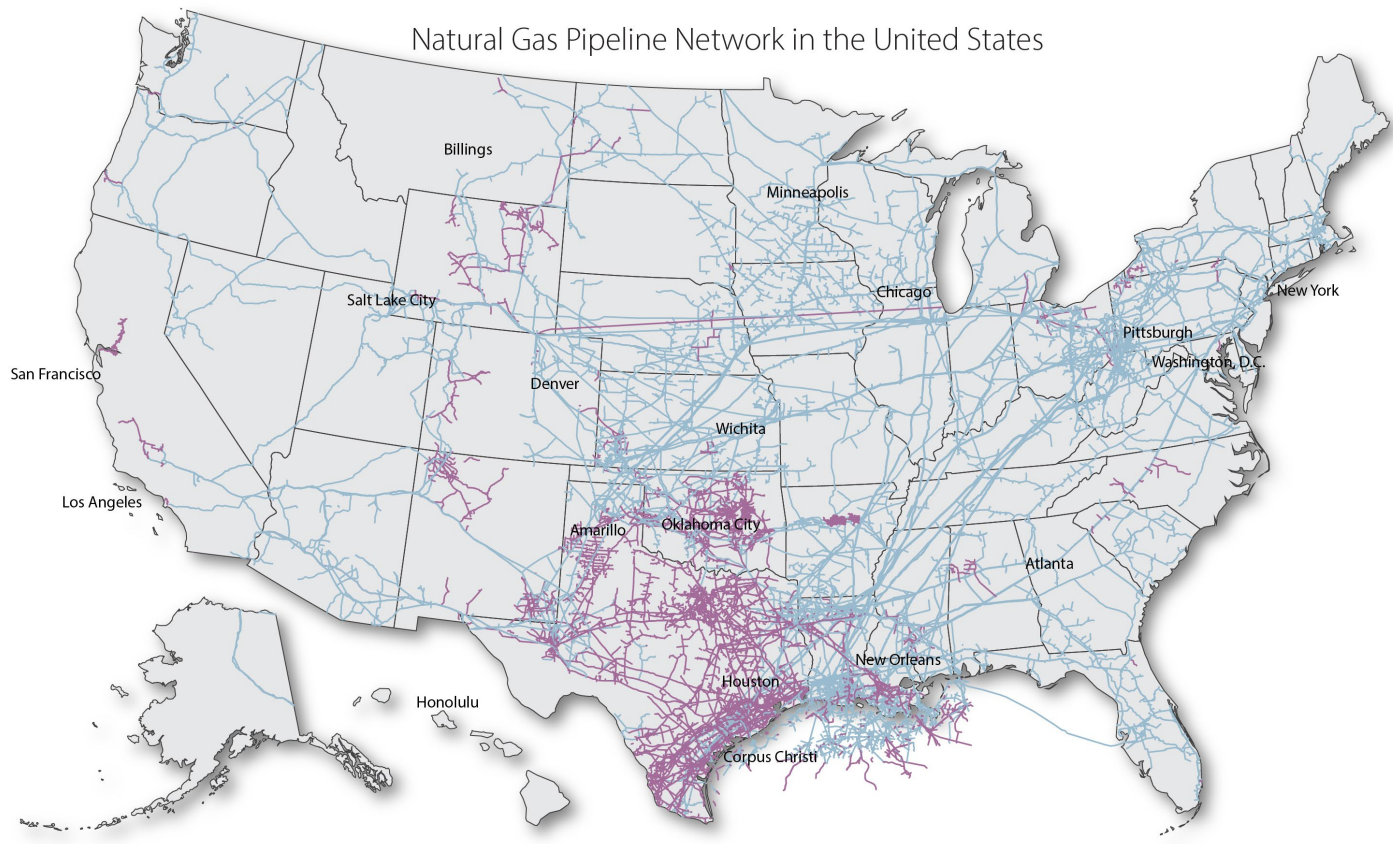 Natural Gas Pipeline Network in the United States
Billings
Minneapolis
Chicago
New York
Salt Lake City
Pittsburgh
Washington, D.C.
San Francisco
Denver
Wichita
Los Angeles
Oklahoma City
Amarillo
Atlanta
New Orleans
Houston
Honolulu
Corpus Christi